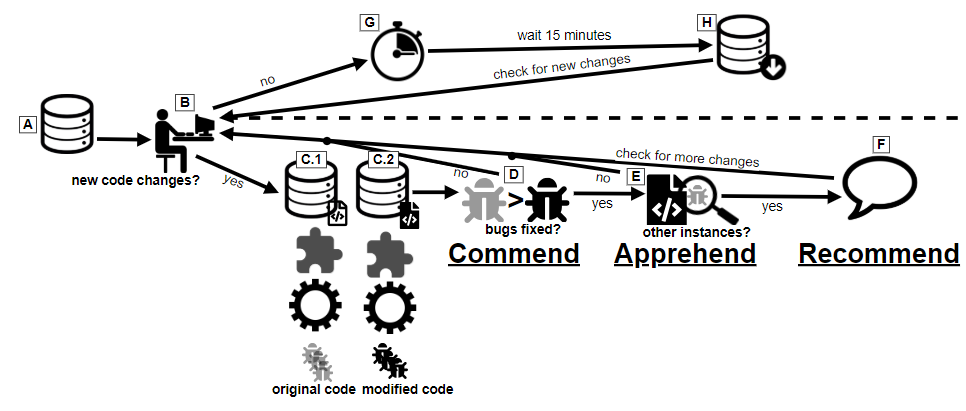 G
H
wait 15 minutes
no
check for new changes
B
A
C.1
C.2
check for more changes
F
new code changes?
yes
no
D
no
E
>
yes
yes
bugs fixed?
other instances?
</>
</>
</>
Commend
Apprehend
Recommend
original code
modified code